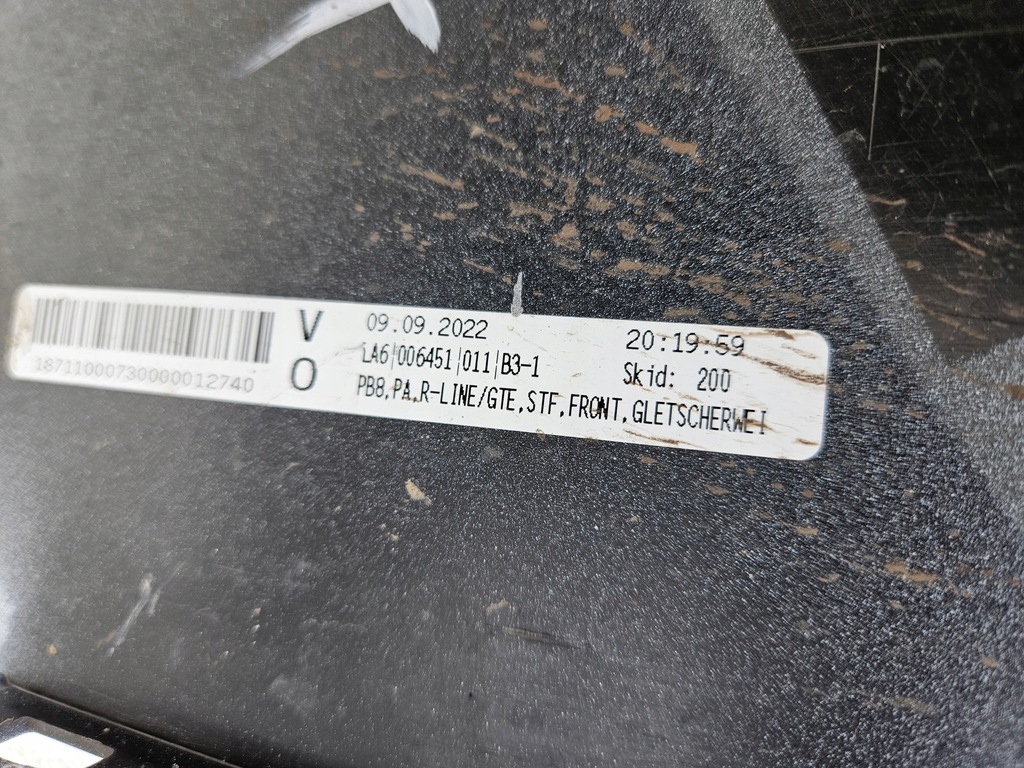 V 09.09.2022 20:19:59
LA6|006451|011|B3-1 Skid: 200
187110007300000012740 O PB8,PA,R-LINE/GTE,STF,FRONT,GLETSCHERWEI